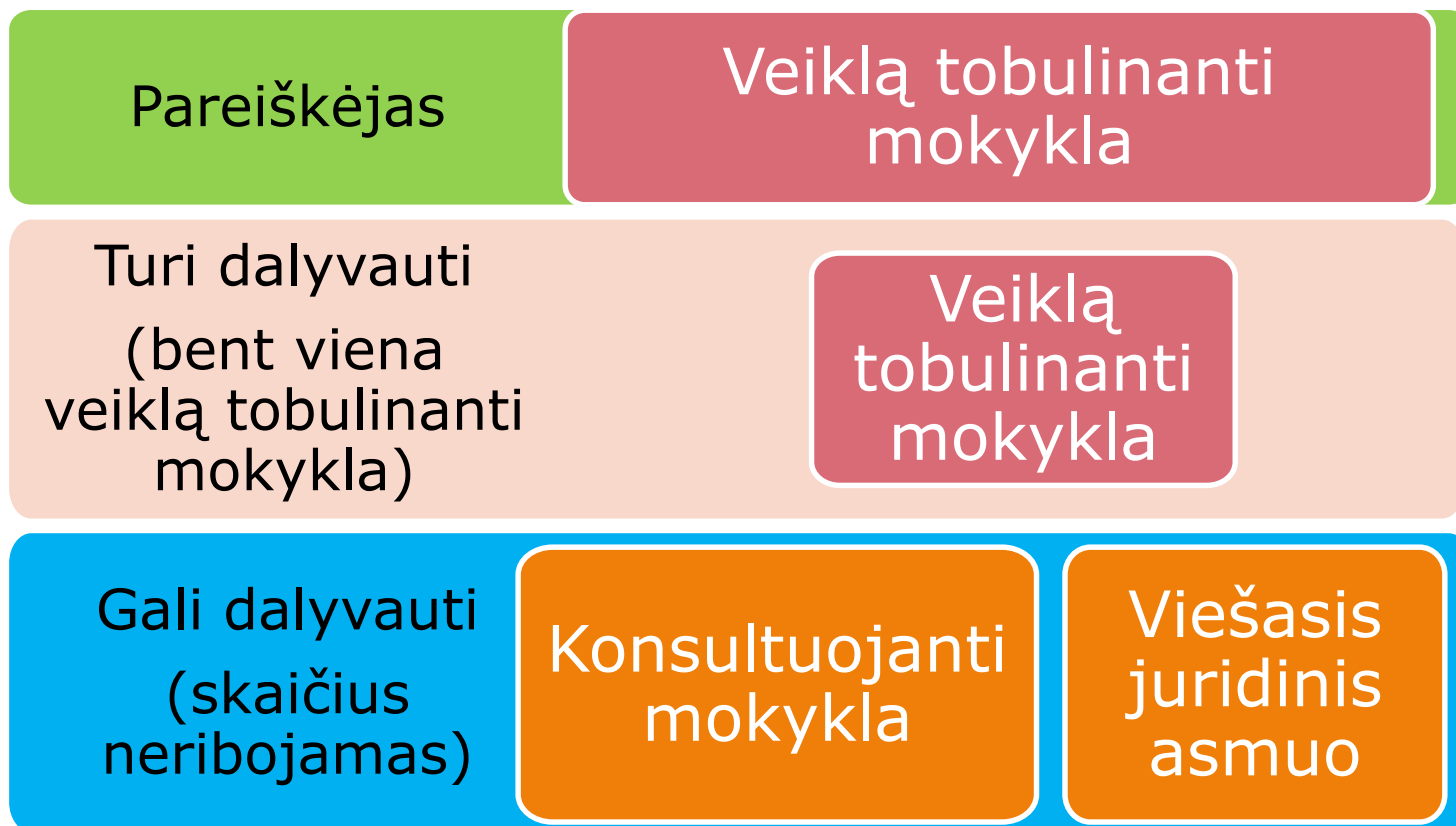 Pareiškėjas
Veiklą tobulinanti
mokykla
Turi dalyvauti
(bent viena
veiklą tobulinanti
mokykla)
Veiklą
tobulinanti
mokykla
Gali dalyvauti
(skaičius
neribojamas)
Konsultuojanti
mokykla
Viešasis
juridinis
asmuo